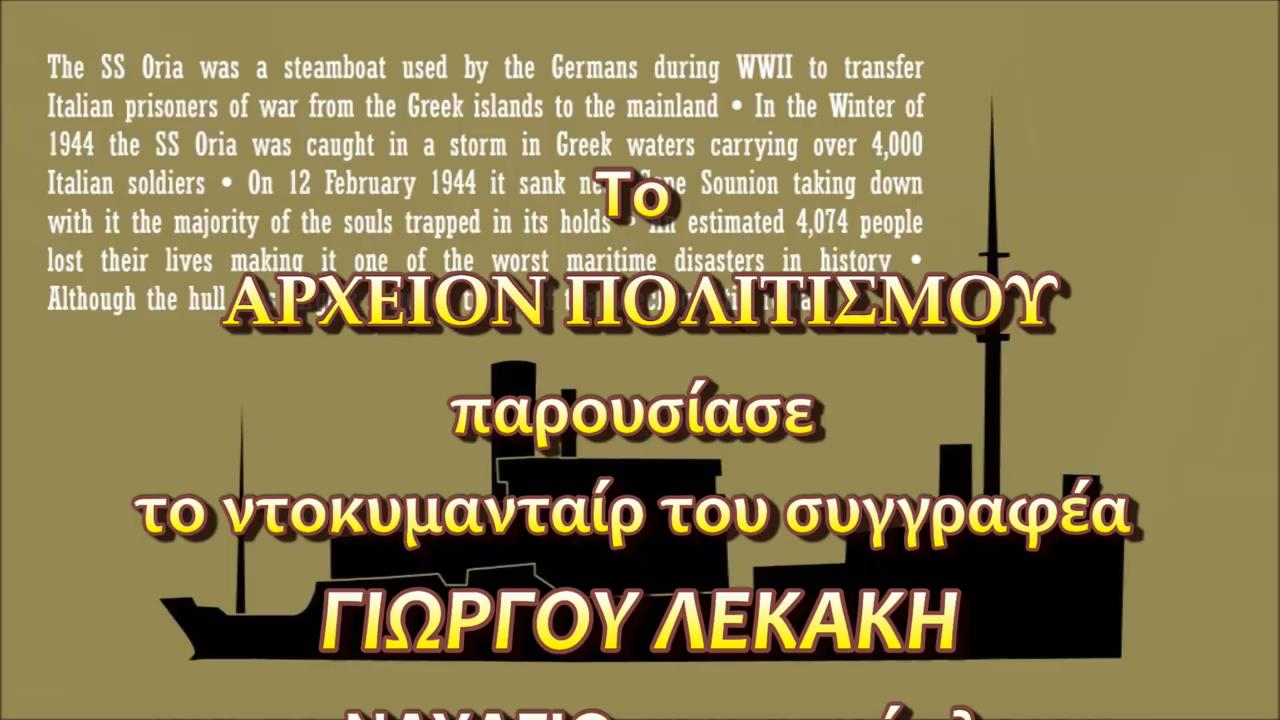 The SS Oria was a steamboat used by the Germans during WWII to transfer
Italian prisoners of war from the Greek islands to the mainland • In the Winter of
1944 the SS Oria was caught in a storm in Greek waters carrying over 4,000
Italian soldiers • On 12 February 1944 it sank Sounion taking down
with it the majority of the souls trapped in its holds • estimated 4,074 people
lost their lives making it one of the worst maritime disasters in history •
Although the hull
Το
ΑΡΧΕΙΟΝ ΠΟΛΙΤΙΣΜΟΥ
παρουσίασε
το ντοκυμανταίρ του συγγραφέα
ΓΙΩΡΓΟΥ ΛΕΚΑΚΗ